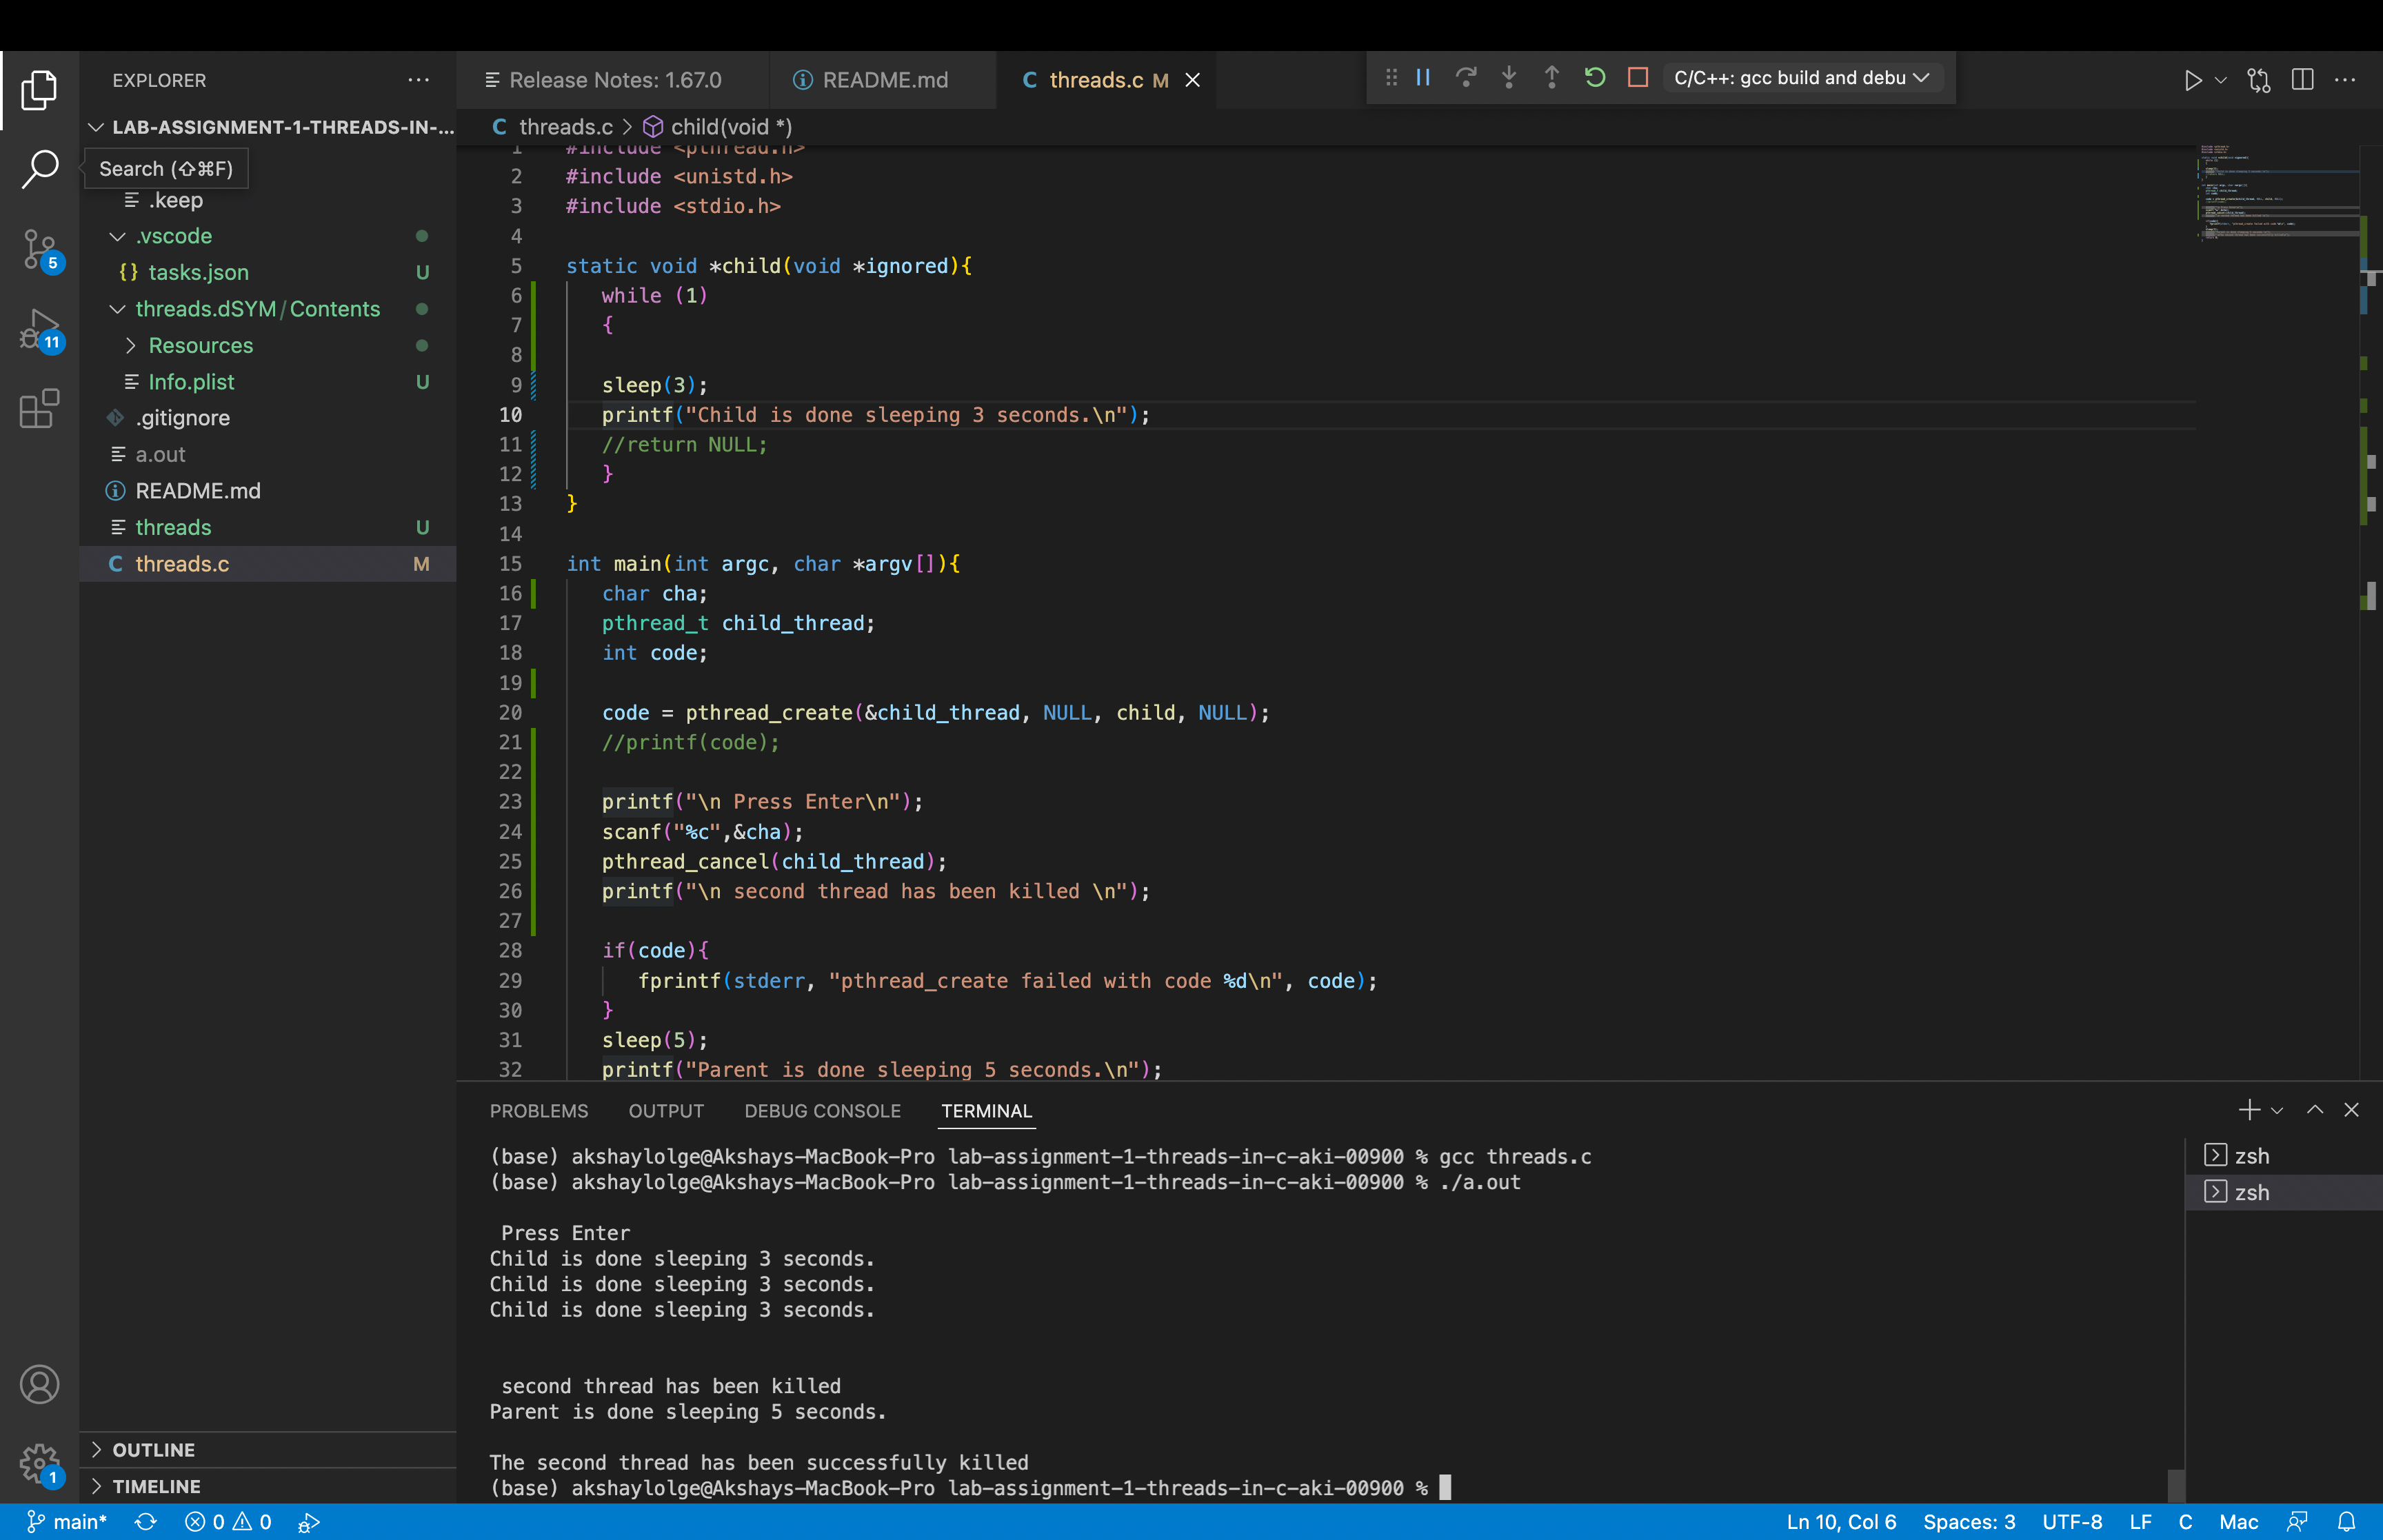 Release Notes: 1.67.0
README.md
threads.c M
C/C++: gcc build and debu
EXPLORER
LAB-ASSIGNMENT-1-THREADS-IN-...
Search (⇧⌘F)
.keep
.vscode
{} tasks.json U
threads.dSYM/Contents
Resources
Info.plist U
.gitignore
a.out
README.md
threads U
C threads.c M
OUTLINE
TIMELINE
5
11
1
C threads.c > child(void *)
1 #include <pthread.h>
2 #include <unistd.h>
3 #include <stdio.h>
4
5 static void *child(void *ignored){
6 while (1)
7 {
8
9 sleep(3);
10 printf("Child is done sleeping 3 seconds.\n");
11 //return NULL;
12 }
13 }
14
15 int main(int argc, char *argv[]){
16 char cha;
17 pthread_t child_thread;
18 int code;
19
20 code = pthread_create(&child_thread, NULL, child, NULL);
21 //printf(code);
22
23 printf("\n Press Enter\n");
24 scanf("%c",&cha);
25 pthread_cancel(child_thread);
26 printf("\n second thread has been killed \n");
27
28 if(code){
29 fprintf(stderr, "pthread_create failed with code %d\n", code);
30 }
31 sleep(5);
32 printf("Parent is done sleeping 5 seconds.\n");
PROBLEMS OUTPUT DEBUG CONSOLE TERMINAL
(base) akshaylolge@Akshays-MacBook-Pro lab-assignment-1-threads-in-c-aki-00900 % gcc threads.c
(base) akshaylolge@Akshays-MacBook-Pro lab-assignment-1-threads-in-c-aki-00900 % ./a.out
Press Enter
Child is done sleeping 3 seconds.
Child is done sleeping 3 seconds.
Child is done sleeping 3 seconds.
second thread has been killed
Parent is done sleeping 5 seconds.
The second thread has been successfully killed
(base) akshaylolge@Akshays-MacBook-Pro lab-assignment-1-threads-in-c-aki-00900 %
zsh
zsh
main* 0 0 Ln 10, Col 6 Spaces: 3 UTF-8 LF C Mac